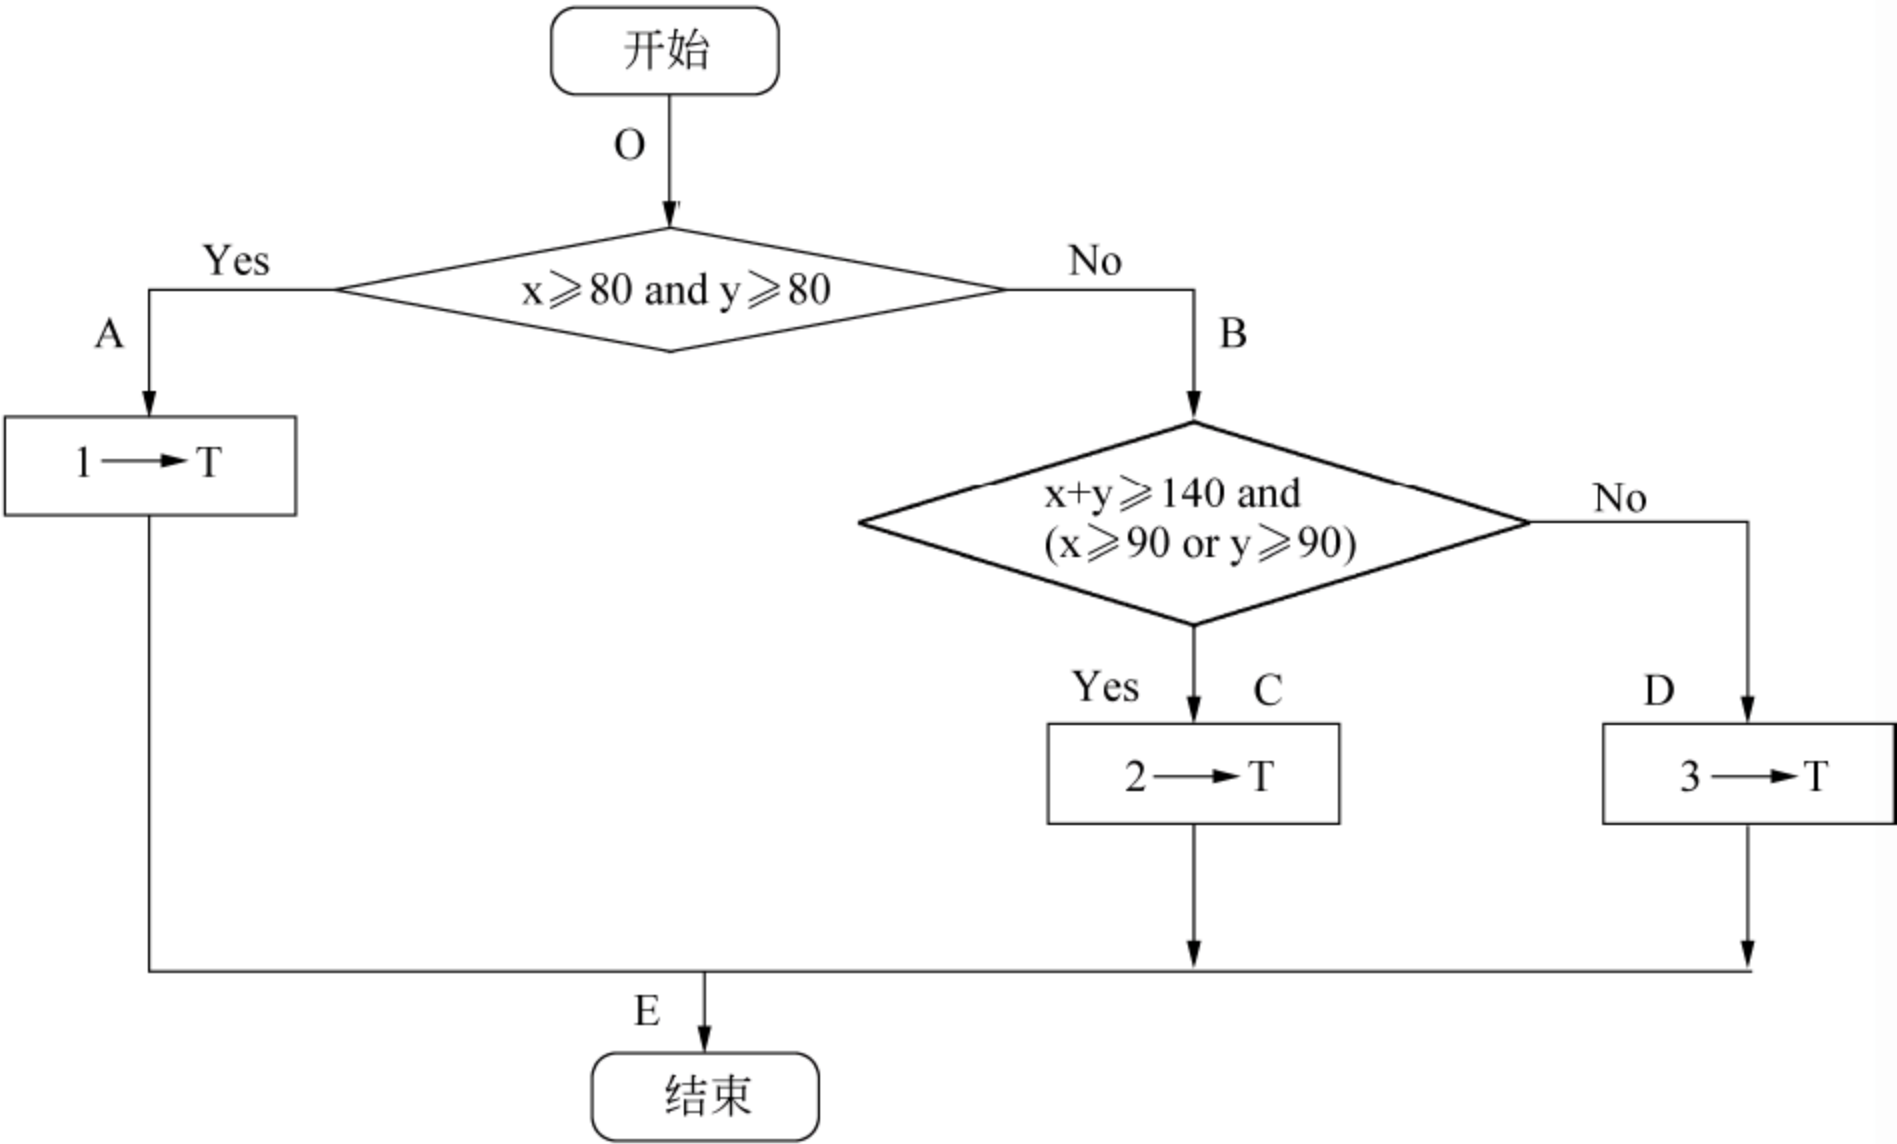 开始
O
Yes
x⩾80 and y⩾80
No
A
B
1 → T
x+y⩾140 and
(x⩾90 or y⩾90)
No
Yes
C
D
2 → T
3 → T
E
结束